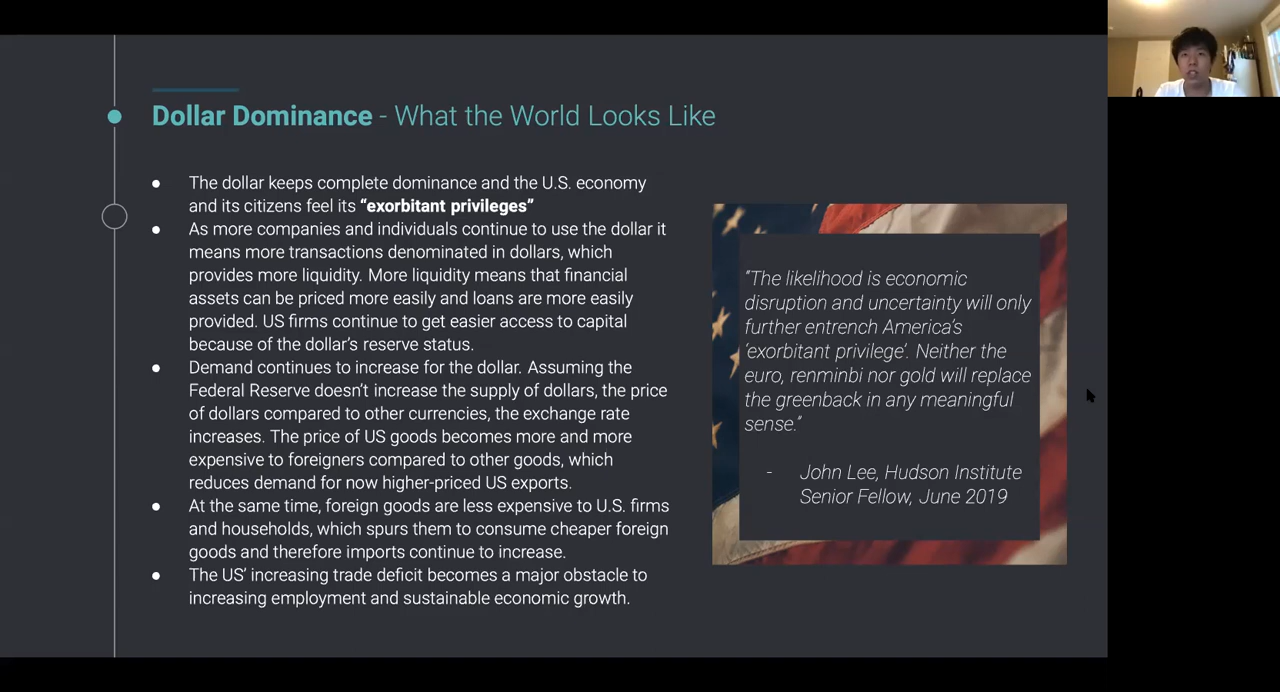 Dollar Dominance - What the World Looks Like
● The dollar keeps complete dominance and the U.S. economy
and its citizens feel its “exorbitant privileges”
● As more companies and individuals continue to use the dollar it
means more transactions denominated in dollars, which
provides more liquidity. More liquidity means that financial
assets can be priced more easily and loans are more easily
provided. US firms continue to get easier access to capital
because of the dollar’s reserve status.
● Demand continues to increase for the dollar. Assuming the
Federal Reserve doesn’t increase the supply of dollars, the price
of dollars compared to other currencies, the exchange rate
increases. The price of US goods becomes more and more
expensive to foreigners compared to other goods, which
reduces demand for now higher-priced US exports.
● At the same time, foreign goods are less expensive to U.S. firms
and households, which spurs them to consume cheaper foreign
goods and therefore imports continue to increase.
● The US’ increasing trade deficit becomes a major obstacle to
increasing employment and sustainable economic growth.
“The likelihood is economic
disruption and uncertainty will only
further entrench America’s
‘exorbitant privilege’. Neither the
euro, renminbi nor gold will replace
the greenback in any meaningful
sense.”
- John Lee, Hudson Institute
Senior Fellow, June 2019